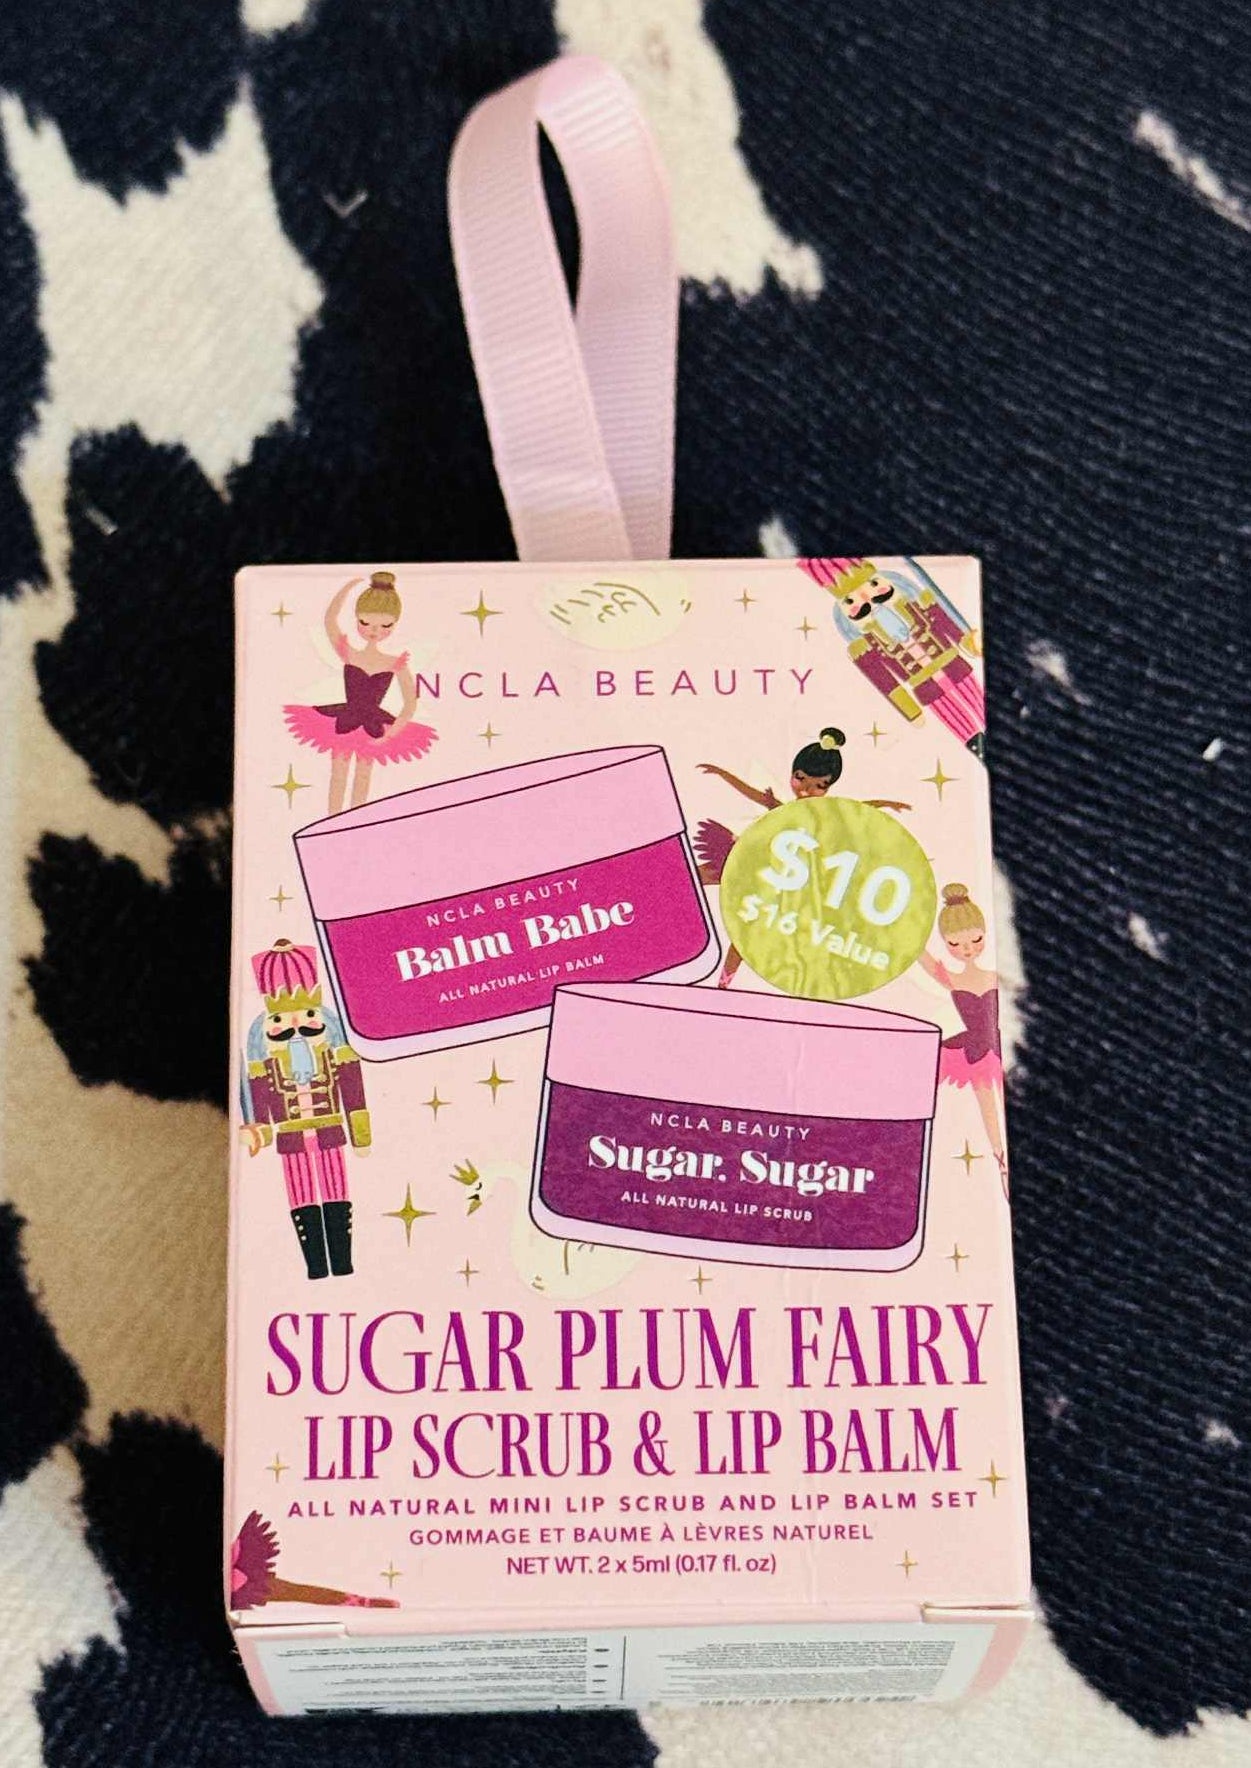 NCLA BEAUTY
$10
$16 Value
NCLA BEAUTY
Balm Babe
ALL NATURAL LIP BALM
NCLA BEAUTY
Sugar, Sugar
ALL NATURAL LIP SCRUB
SUGAR PLUM FAIRY
LIP SCRUB & LIP BALM
ALL NATURAL MINI LIP SCRUB AND LIP BALM SET
GOMMAGE ET BAUME À LÈVRES NATUREL
NET WT. 2 x 5ml (0.17 fl. oz)